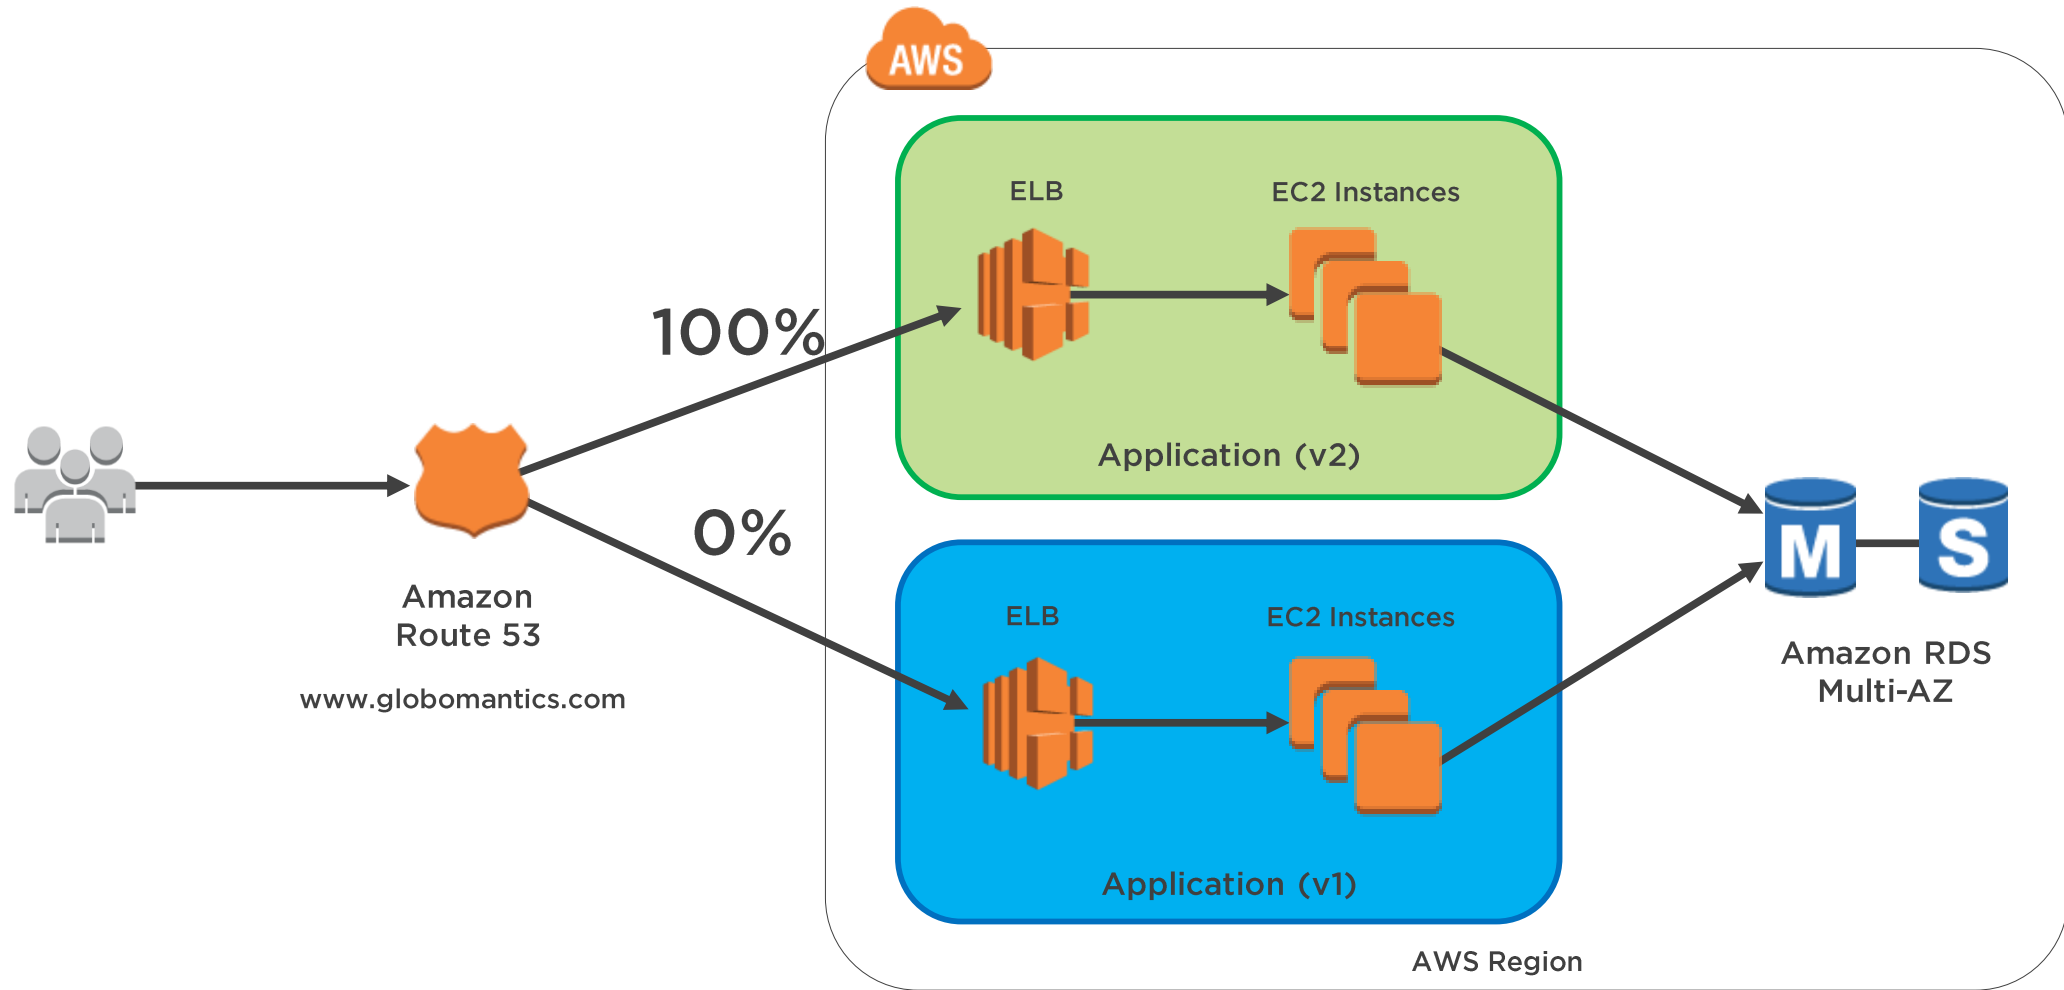 AWS
ELB
EC2 Instances
100%
Application (v2)
0%
M
S
Amazon
Route 53
www.globomantics.com
ELB
EC2 Instances
Amazon RDS
Multi-AZ
Application (v1)
AWS Region